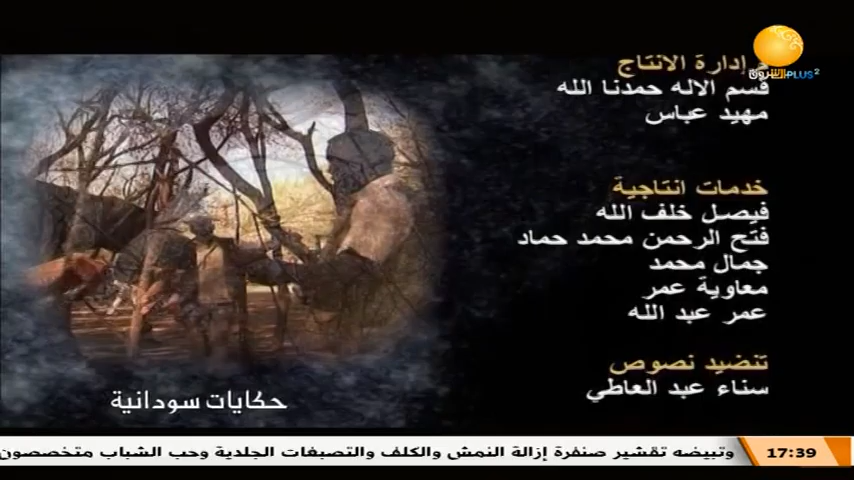 م. إدارة الانتاج
قسم الاله حمدنا الله
مهيد عباس
خدمات انتاجية
فيصل خلف الله
فتح الرحمن محمد حماد
جمال محمد
معاوية عمر
عمر عبد الله
تنضيد نصوص
سناء عبد العاطي
حكايات سودانية
الشروق PLUS²
وتبيضه تقشير صنفرة إزالة النمش والكلف والتصبغات الجلدية وحب الشباب متخصصون
17:39